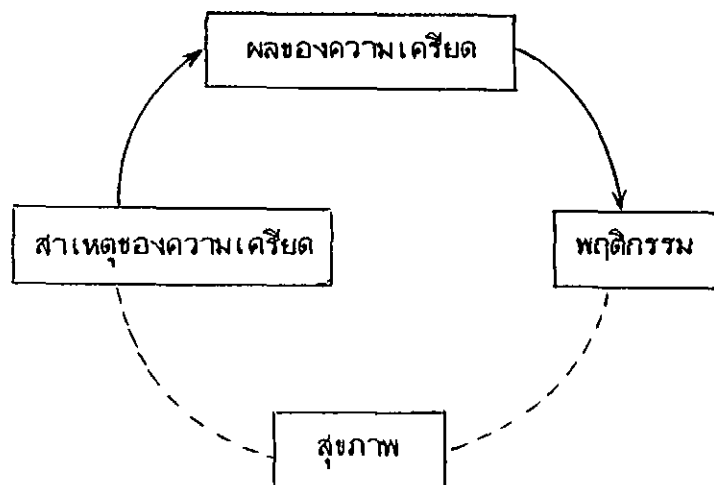 ผลของความเครียด
สาเหตุของความเครียด
พฤติกรรม
สุขภาพ